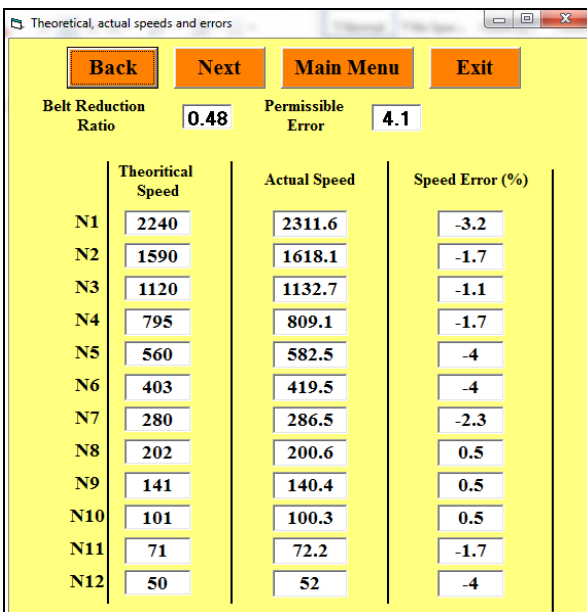 Theoretical, actual speeds and errors
Back Next Main Menu Exit
Belt Reduction Ratio 0.48 Permissible Error 4.1
Theoritical Speed Actual Speed Speed Error (%)
N1 2240 2311.6 -3.2
N2 1590 1618.1 -1.7
N3 1120 1132.7 -1.1
N4 795 809.1 -1.7
N5 560 582.5 -4
N6 403 419.5 -4
N7 280 286.5 -2.3
N8 202 200.6 0.5
N9 141 140.4 0.5
N10 101 100.3 0.5
N11 71 72.2 -1.7
N12 50 52 -4